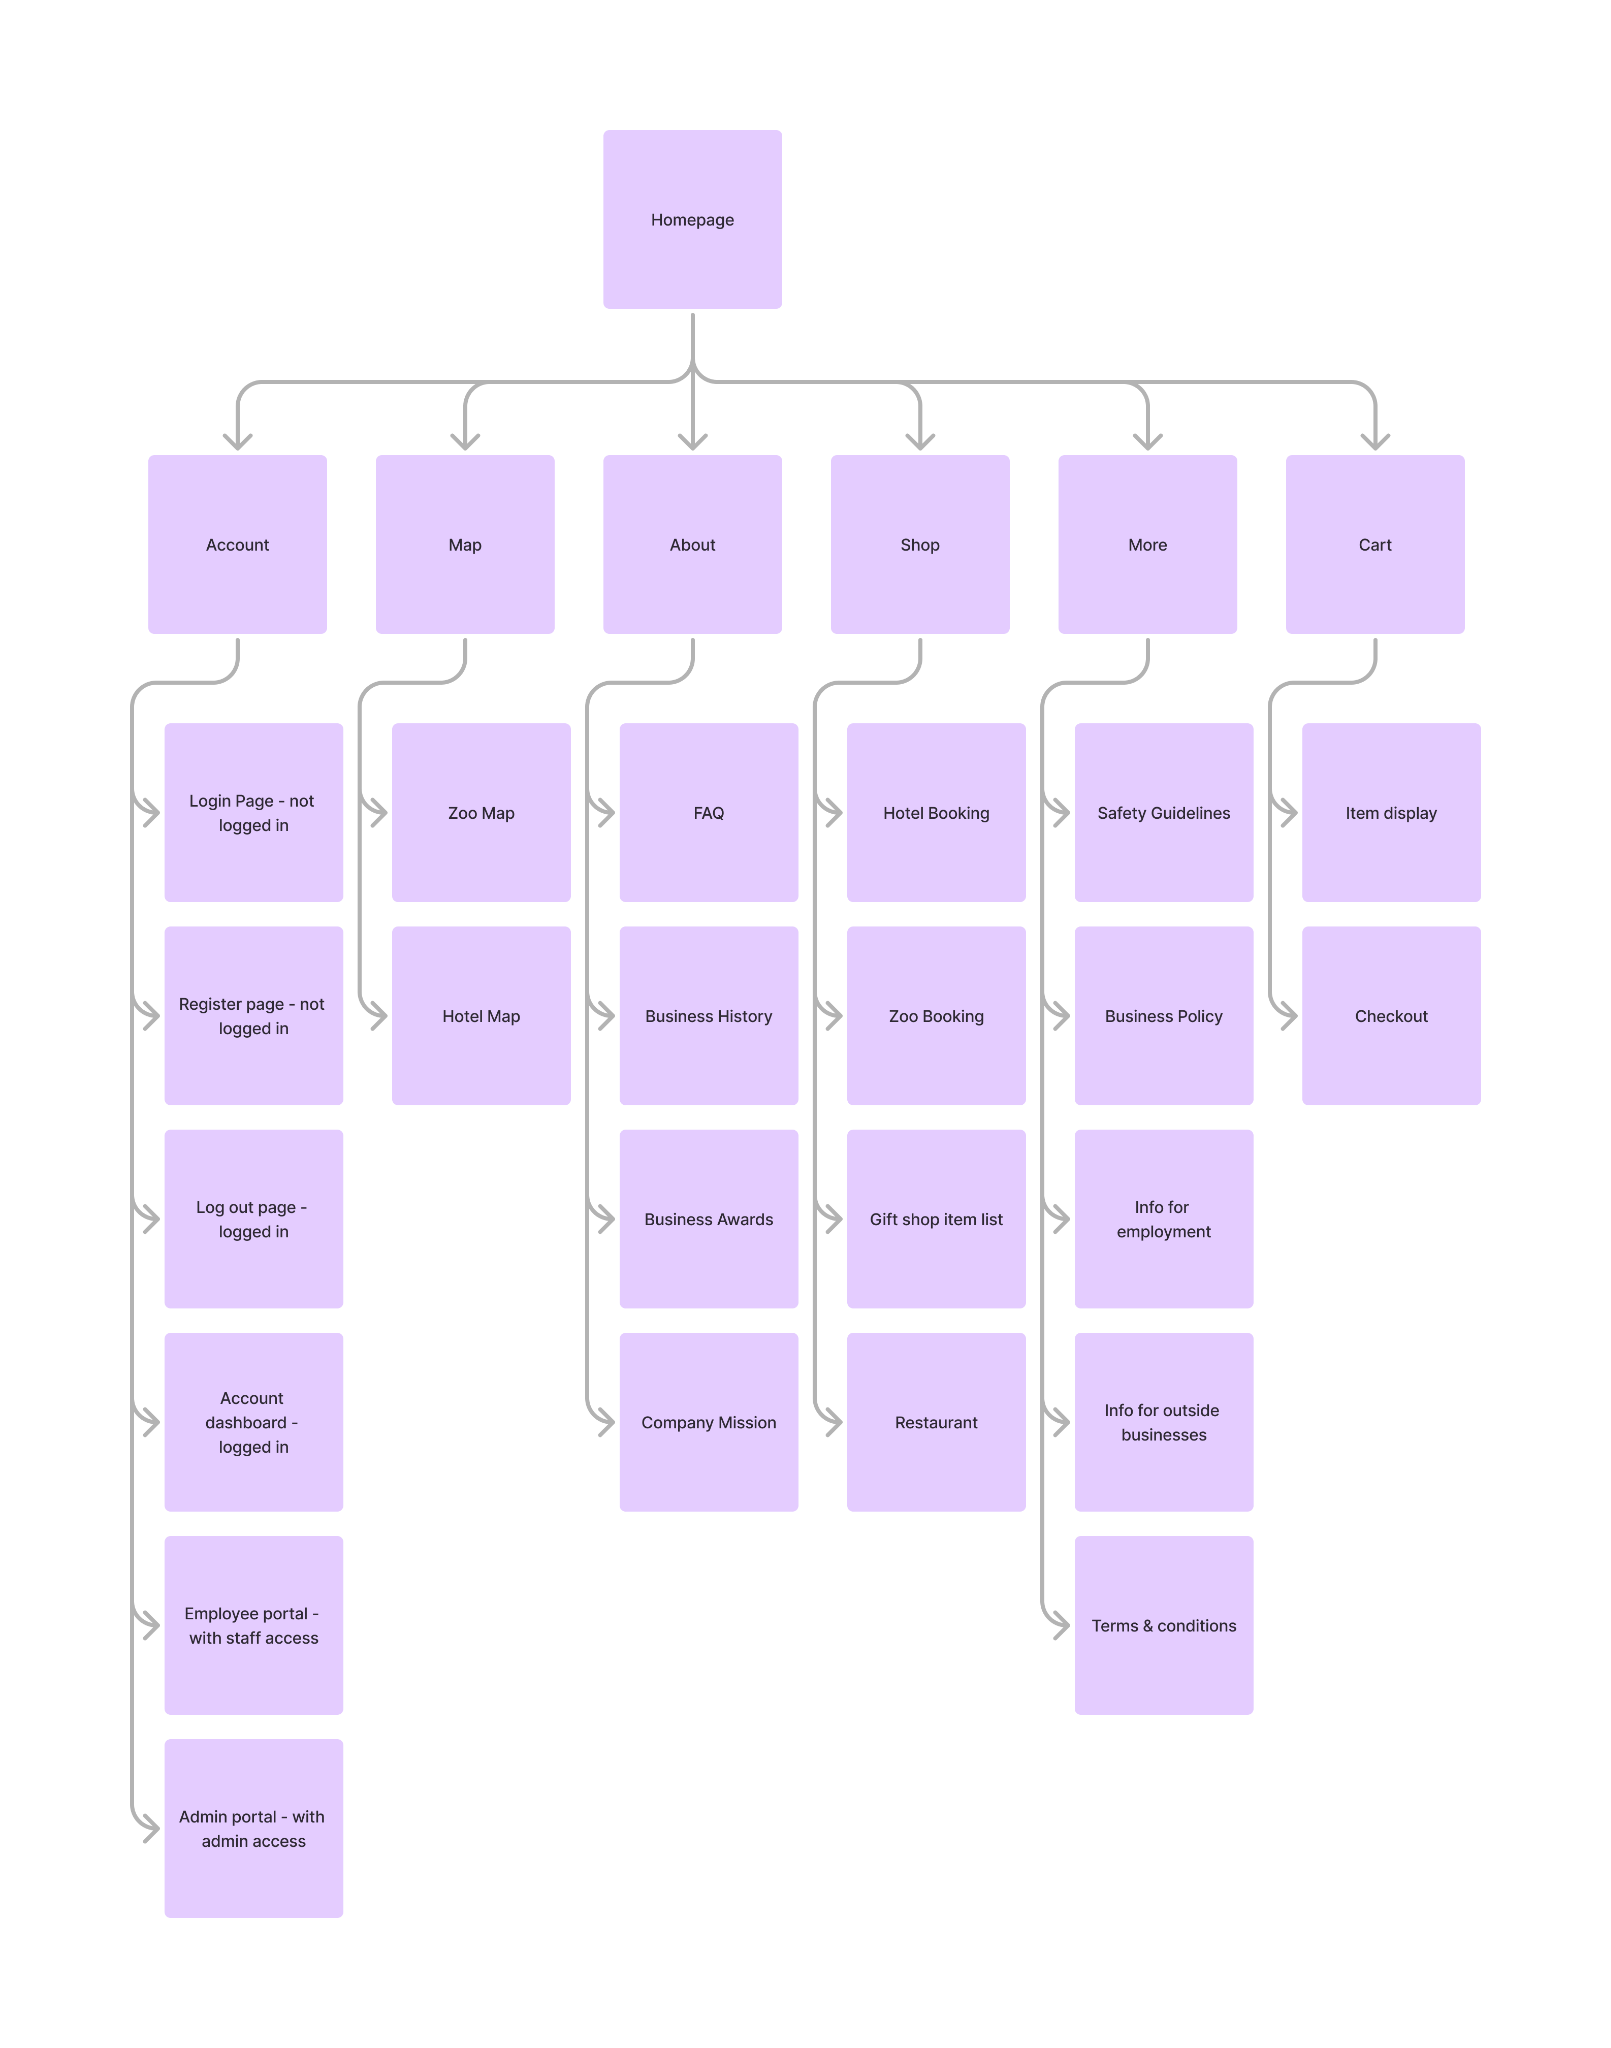 Homepage
Account
Map
About
Shop
More
Cart
Login Page - not
logged in
Zoo Map
FAQ
Hotel Booking
Safety Guidelines
Item display
Register page - not
logged in
Hotel Map
Business History
Zoo Booking
Business Policy
Checkout
Log out page -
logged in
Business Awards
Gift shop item list
Info for
employment
Account
dashboard -
logged in
Company Mission
Restaurant
Info for outside
businesses
Employee portal -
with staff access
Terms & conditions
Admin portal - with
admin access